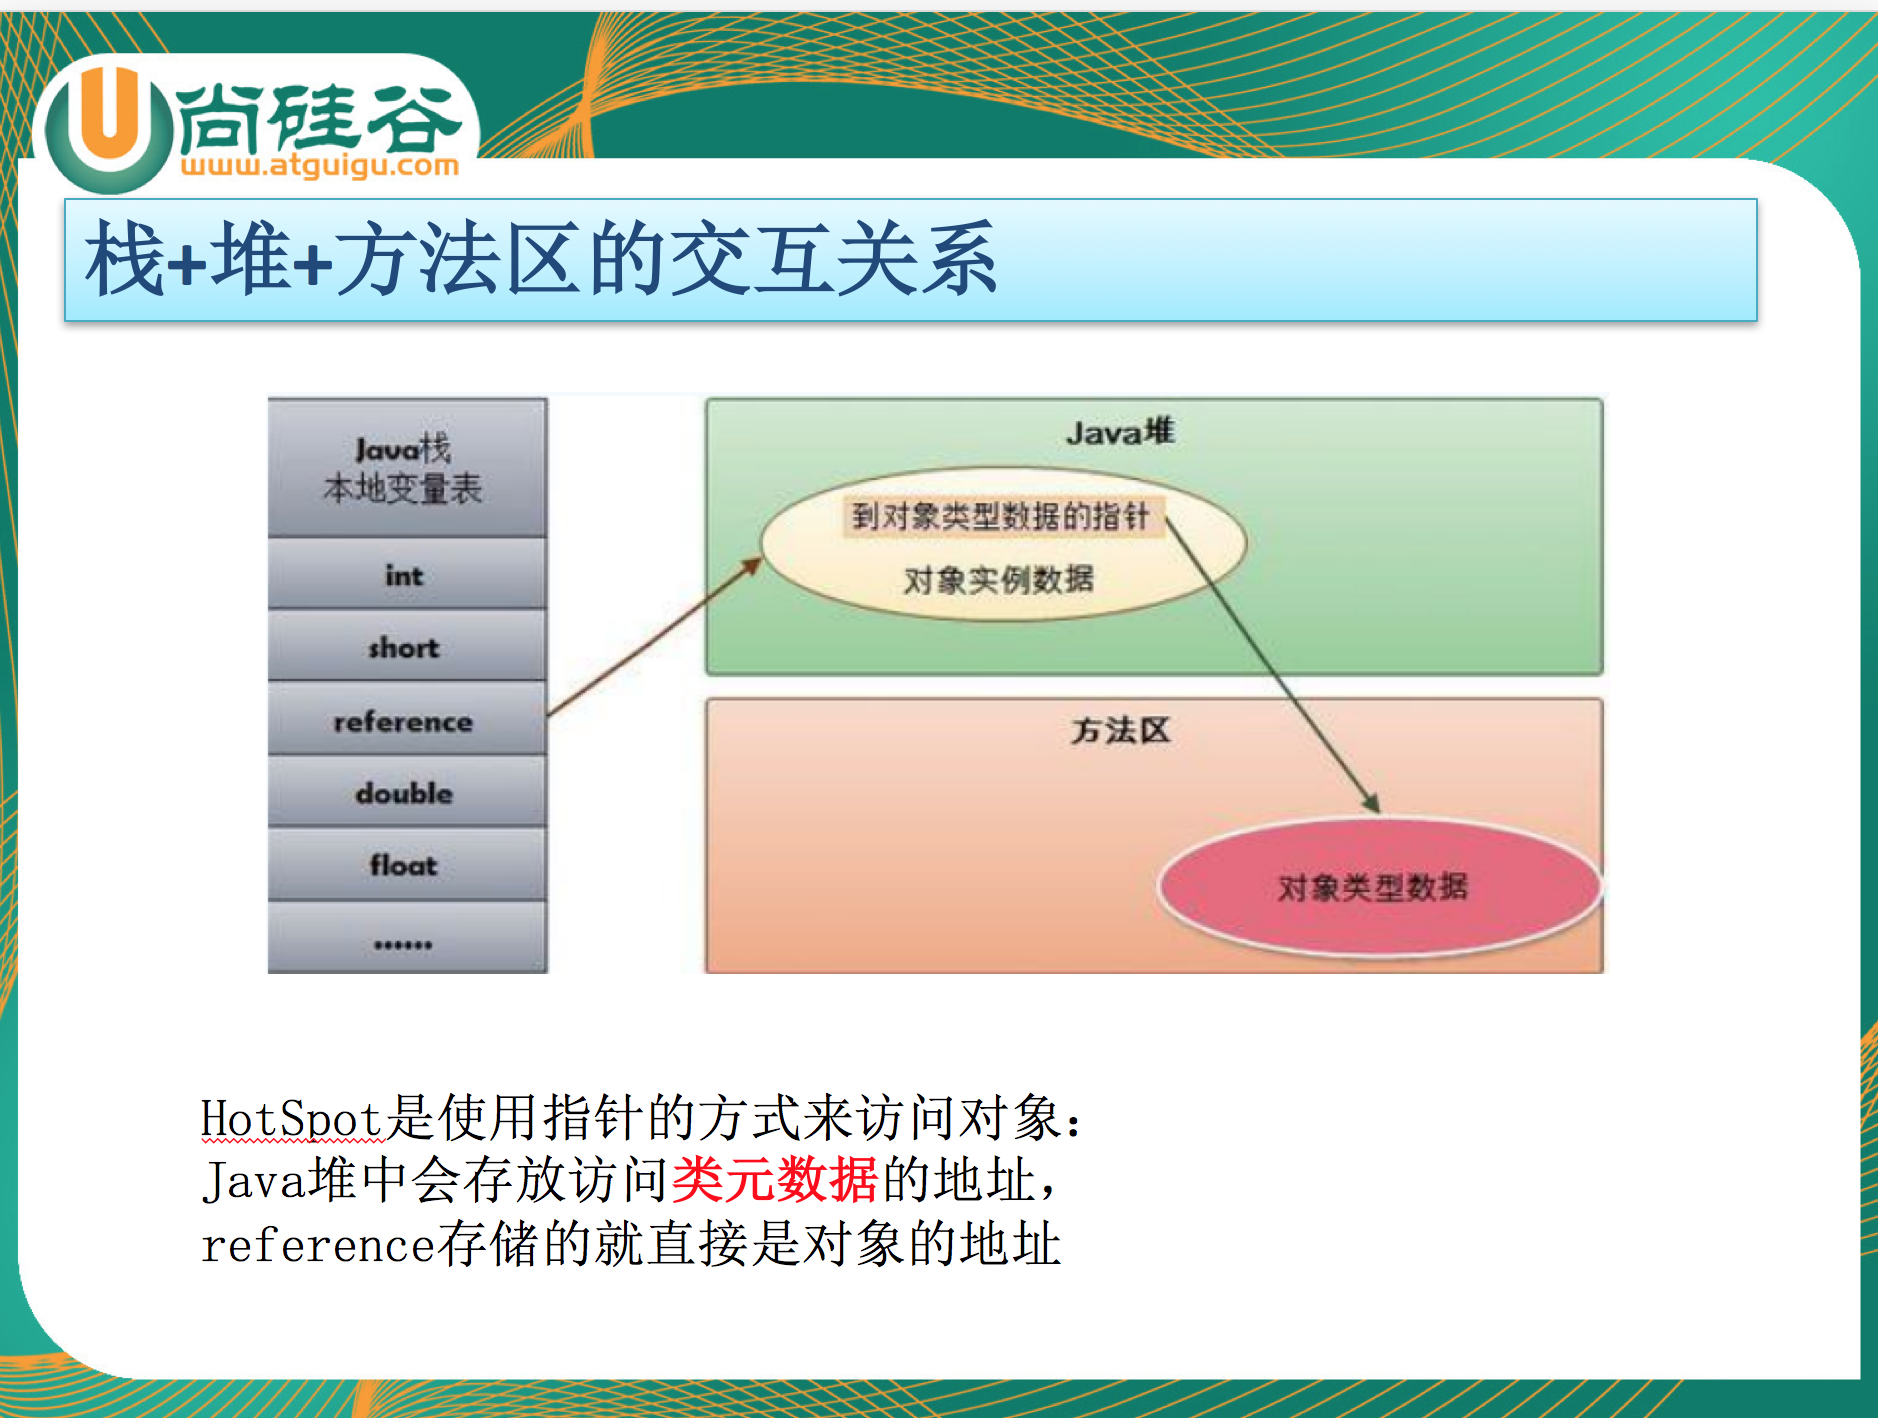 尚硅谷
www.atguigu.com
栈+堆+方法区的交互关系
Java栈
本地变量表
int
short
reference
double
float
......
Java堆
到对象类型数据的指针
对象实例数据
方法区
对象类型数据
HotSpot是使用指针的方式来访问对象：
Java堆中会存放访问类元数据的地址，
reference存储的就直接是对象的地址